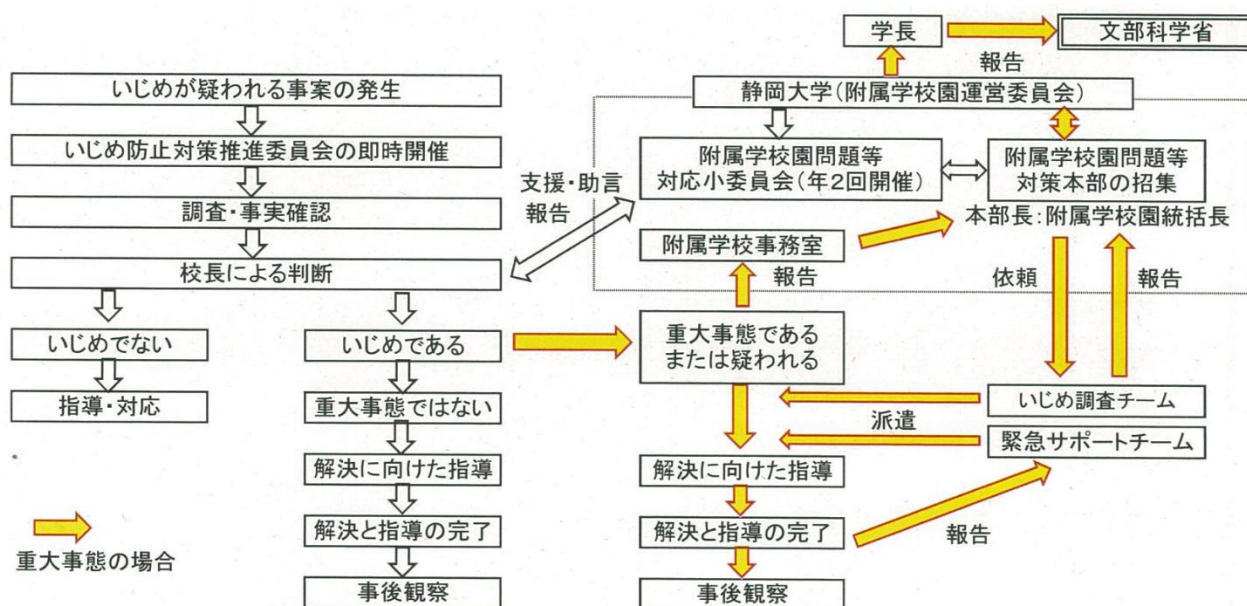 学長
文部科学省
報告
いじめが疑われる事案の発生
静岡大学(附属学校園運営委員会)
いじめ防止対策推進委員会の即時開催
附属学校園問題等
対応小委員会(年2回開催)
附属学校園問題等
対策本部の招集
支援・助言
報告
調査・事実確認
本部長:附属学校園統括長
附属学校事務室
校長による判断
報告
依頼
報告
いじめでない
いじめである
重大事態である
または疑われる
指導・対応
重大事態ではない
いじめ調査チーム
派遣
緊急サポートチーム
解決に向けた指導
解決に向けた指導
解決と指導の完了
解決と指導の完了
報告
重大事態の場合
事後観察
事後観察